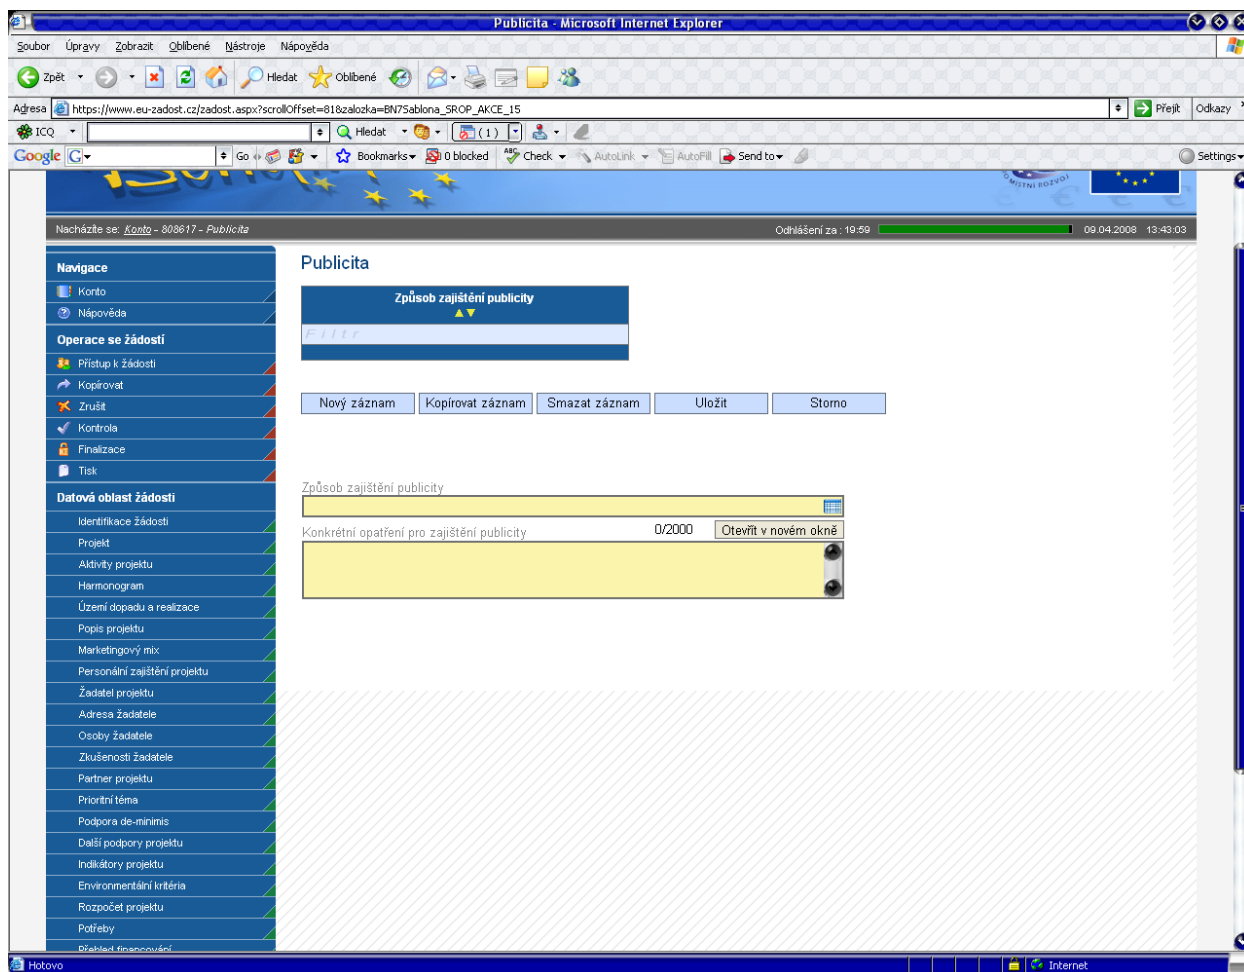 Publicita - Microsoft Internet Explorer
Soubor Úpravy Zobrazit Oblíbené Nástroje Nápověda
Zpět Hledat Oblíbené
Adresa https://www.eu-zadost.cz/zadost.aspx?scrollOffset=81&zalozka=BN7Sablona_SROP_AKCE_15 Přejít Odkazy
ICQ Hledat (1)
Google G Go Bookmarks 0 blocked ABC Check AutoLink AutoFill Send to Settings
MÍSTNÍ ROZVOJ
Nacházíte se: Konto - 808617 - Publicita Odhlášení za : 19:59 09.04.2008 13:43:03
Navigace
Konto
Nápověda
Operace se žádostí
Přístup k žádosti
Kopírovat
Zrušit
Kontrola
Finalizace
Tisk
Datová oblast žádosti
Identifikace žádosti
Projekt
Aktivity projektu
Harmonogram
Území dopadu a realizace
Popis projektu
Marketingový mix
Personální zajištění projektu
Žadatel projektu
Adresa žadatele
Osoby žadatele
Zkušenosti žadatele
Partner projektu
Prioritní téma
Podpora de-minimis
Další podpory projektu
Indikátory projektu
Environmentální kritéria
Rozpočet projektu
Potřeby
Přehled financování
Publicita
Způsob zajištění publicity
Filtr
Nový záznam Kopírovat záznam Smazat záznam Uložit Storno
Způsob zajištění publicity
Konkrétní opatření pro zajištění publicity 0/2000 Otevřít v novém okně
Hotovo Internet